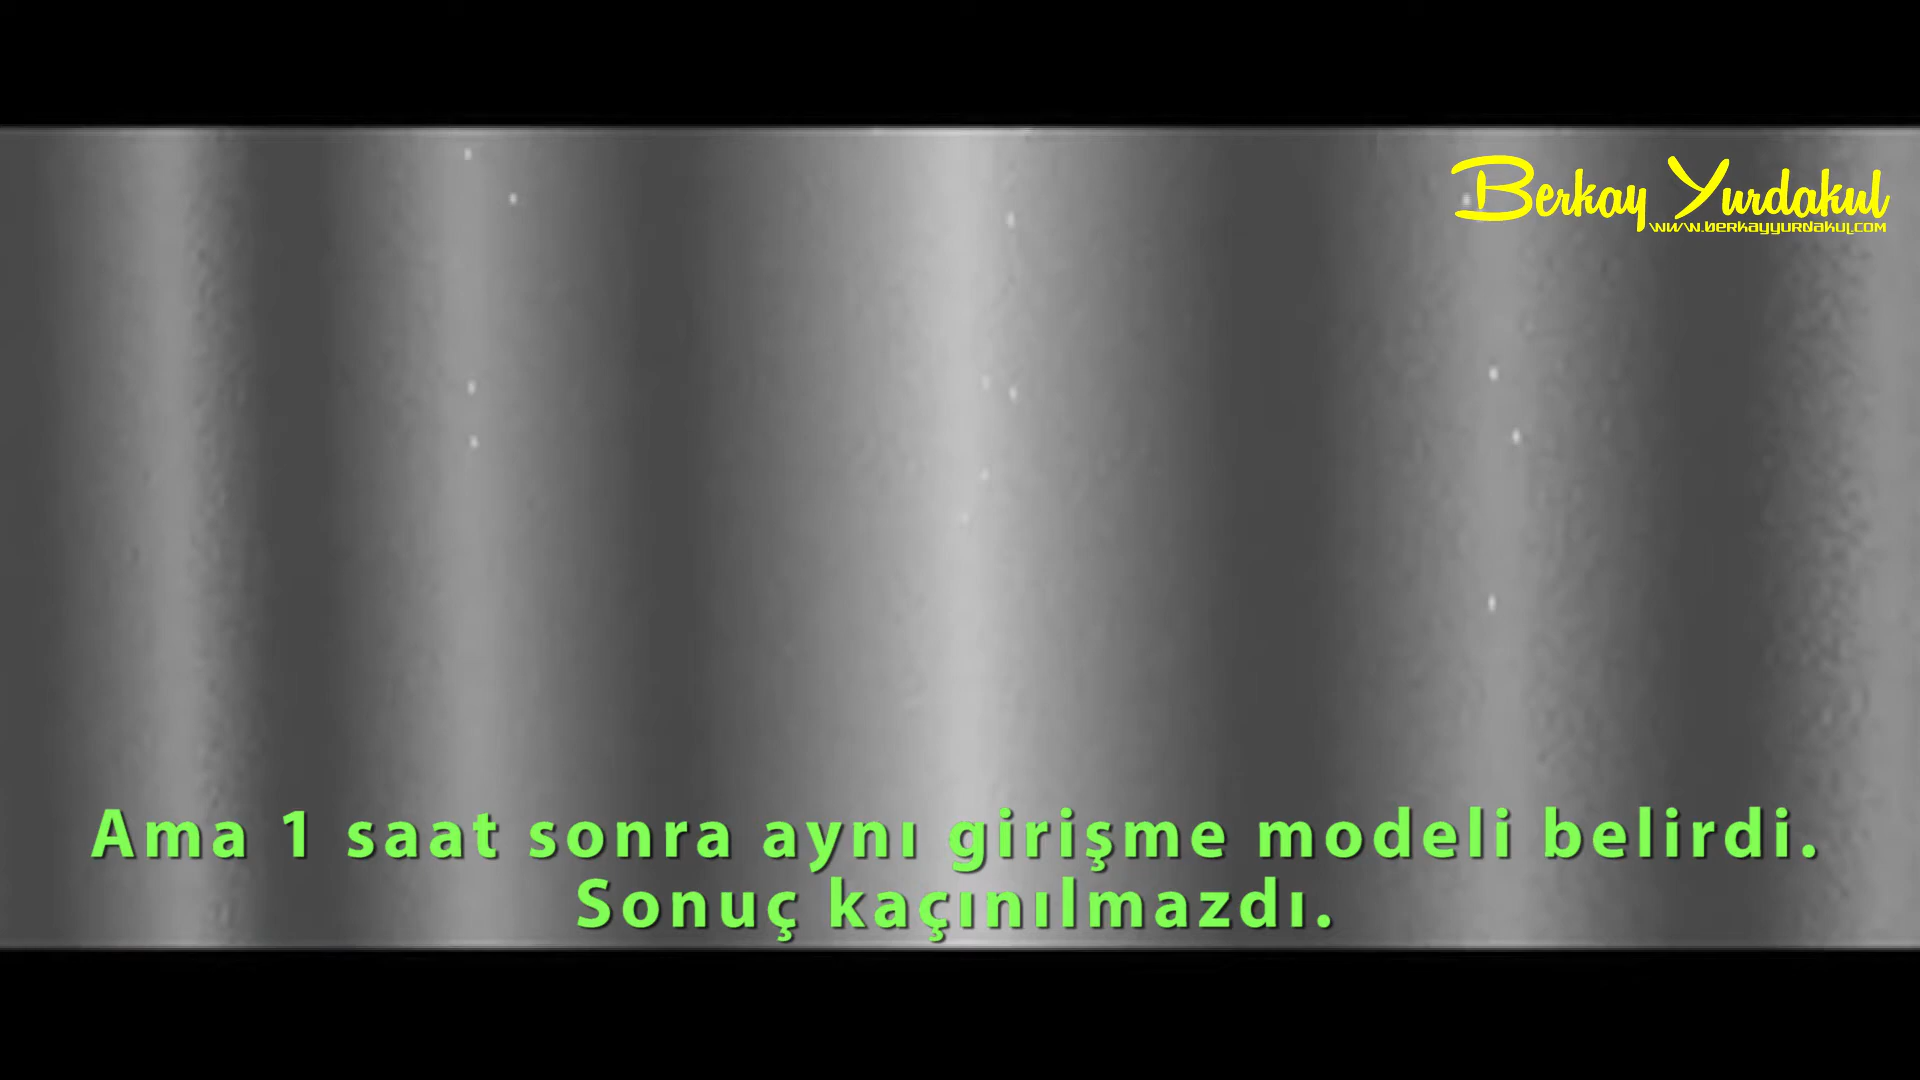 Berkay Yurdakul
www.berkayyurdakul.com
Ama 1 saat sonra aynı girişme modeli belirdi.
Sonuç kaçınılmazdı.